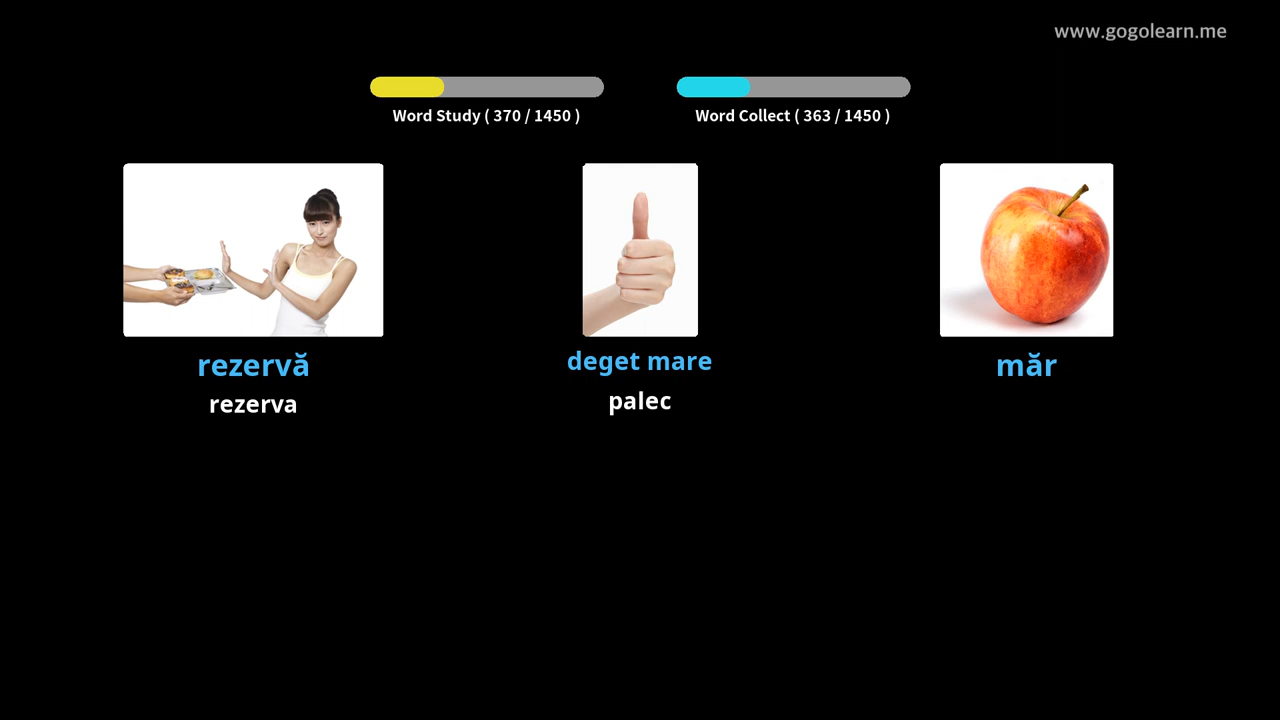 www.gogolearn.me
Word Study ( 370 / 1450 )
Word Collect ( 363 / 1450 )
rezervă
rezerva
deget mare
palec
măr